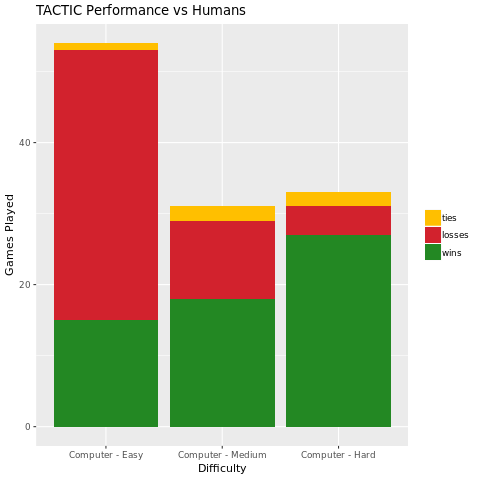 TACTIC Performance vs Humans
Games Played
40
20
0
Computer - Easy
Computer - Medium
Computer - Hard
Difficulty
ties
losses
wins